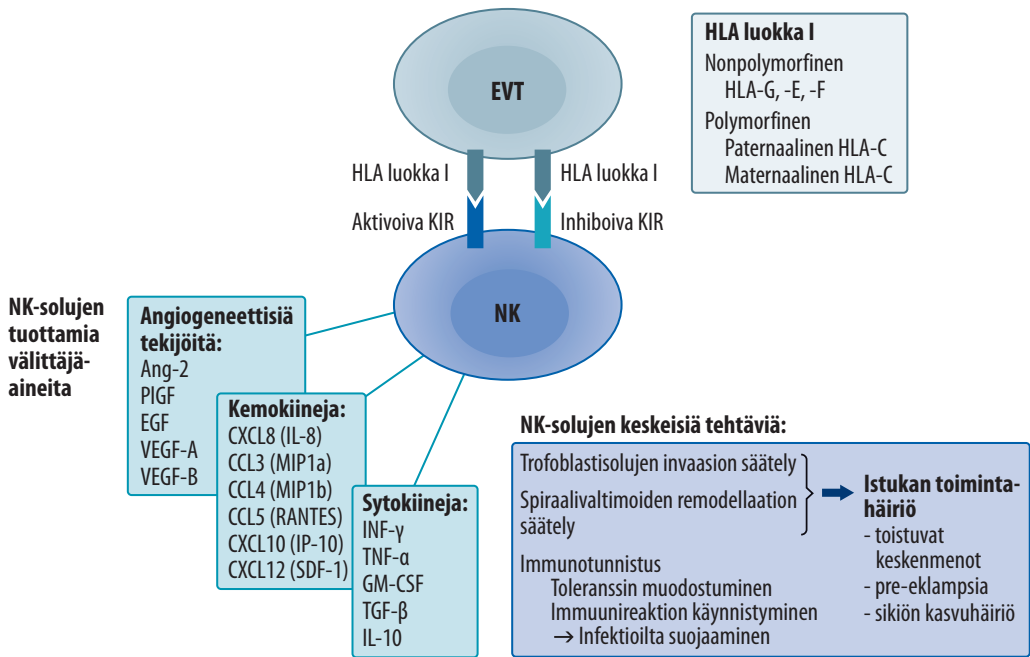 EVT
HLA luokka I
HLA luokka I
Aktivoiva KIR
Inhiboiva KIR
NK
HLA luokka I
Nonpolymorfinen
HLA-G, -E, -F
Polymorfinen
Paternaalinen HLA-C
Maternaalinen HLA-C
NK-solujen
tuottamia
välittäjä-
aineita
Angiogeneettisiä
tekijöitä:
Ang-2
PIGF
EGF
VEGF-A
VEGF-B
Kemokiineja:
CXCL8 (IL-8)
CCL3 (MIP1a)
CCL4 (MIP1b)
CCL5 (RANTES)
CXCL10 (IP-10)
CXCL12 (SDF-1)
Sytokiineja:
INF-γ
TNF-α
GM-CSF
TGF-β
IL-10
NK-solujen keskeisiä tehtäviä:
Trofoblastisolujen invaasion säätely
Spiraalivaltimoiden remodellaation
säätely
Immunotunnistus
Toleranssin muodostuminen
Immuunireaktion käynnistyminen
→ Infektioilta suojaaminen
Istukan toiminta-
häiriö
- toistuvat
keskenmenot
- pre-eklampsia
- sikiön kasvuhäiriö